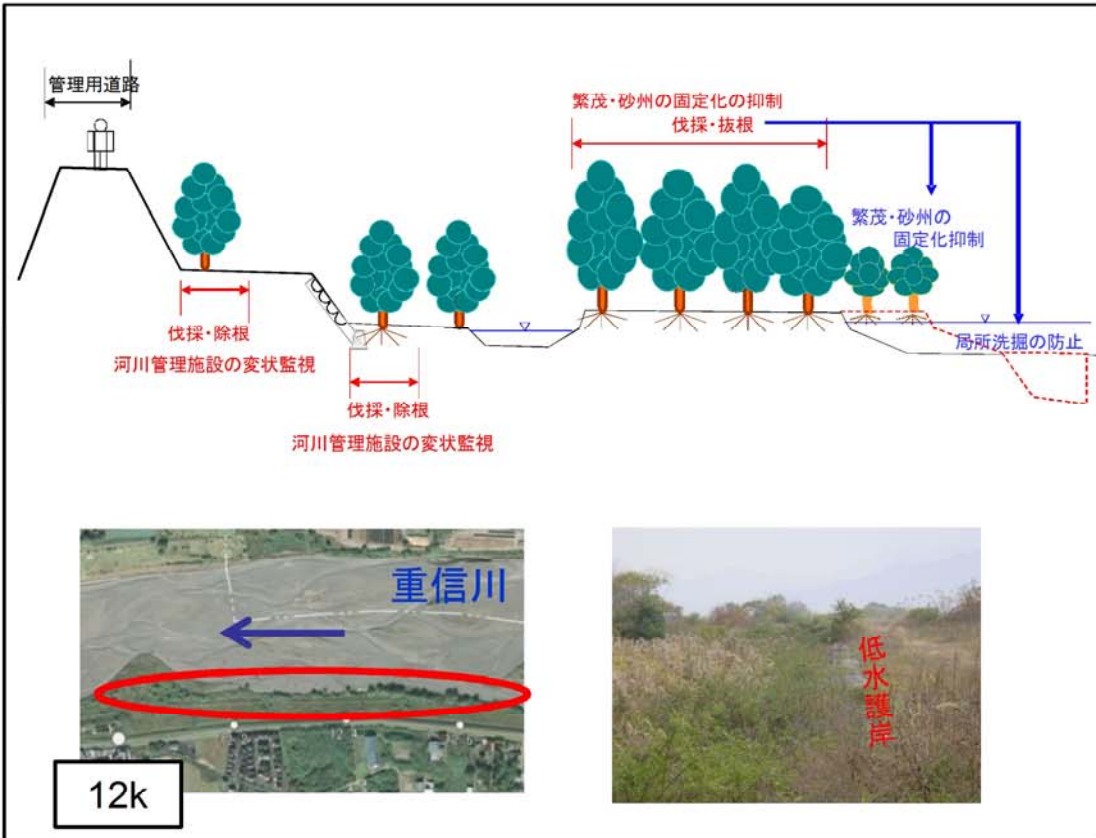 管理用道路
繁茂・砂州の固定化の抑制
伐採・抜根
繁茂・砂州の
固定化抑制
局所洗掘の防止
伐採・除根
河川管理施設の変状監視
伐採・除根
河川管理施設の変状監視
重信川
低水護岸
12k